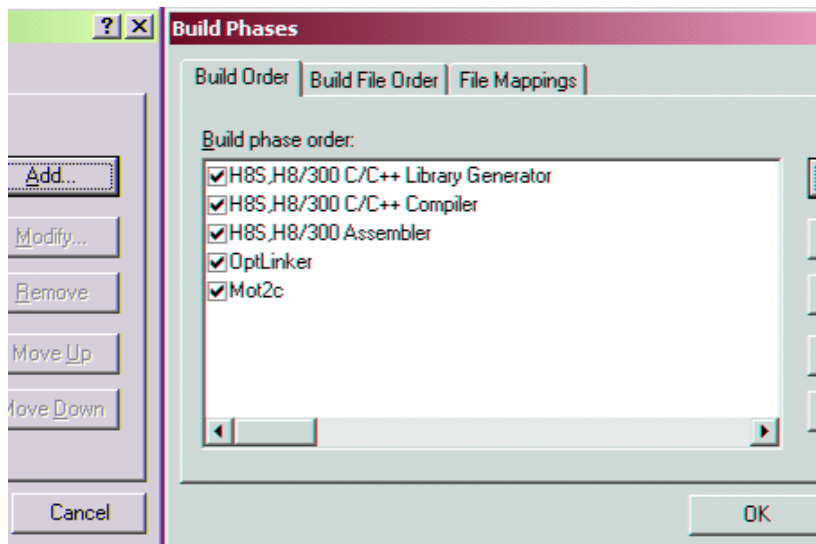 Add...
Modify...
Remove
Move Up
Move Down
Cancel
Build Phases
Build Order
Build File Order
File Mappings
Build phase order:
H8S,H8/300 C/C++ Library Generator
H8S,H8/300 C/C++ Compiler
H8S,H8/300 Assembler
OptLinker
Mot2c
OK